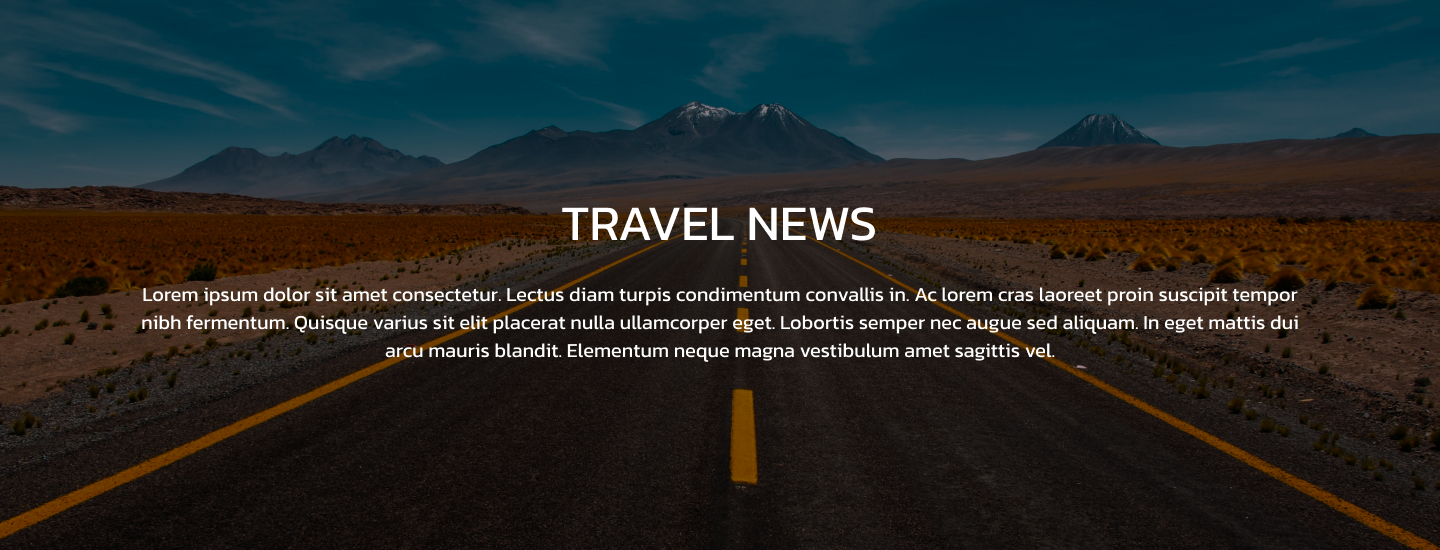 TRAVEL NEWS
Lorem ipsum dolor sit amet consectetur. Lectus diam turpis condimentum convallis in. Ac lorem cras laoreet proin suscipit tempor
nibh fermentum. Quisque varius sit elit placerat nulla ullamcorper eget. Lobortis semper nec augue sed aliquam. In eget mattis dui
arcu mauris blandit. Elementum neque magna vestibulum amet sagittis vel.